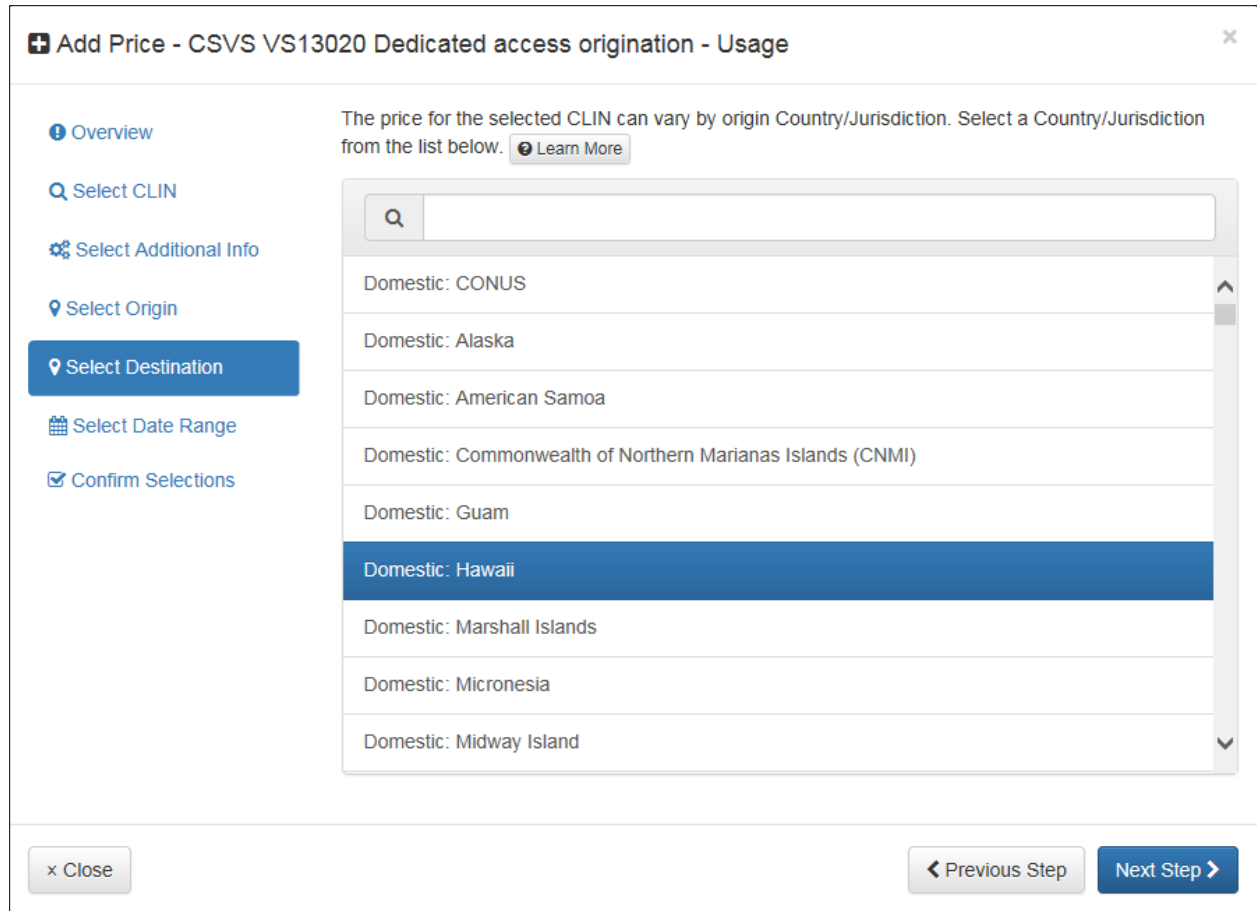 Add Price - CSVS VS13020 Dedicated access origination - Usage
×
Overview
Select CLIN
Select Additional Info
Select Origin
Select Destination
Select Date Range
Confirm Selections
The price for the selected CLIN can vary by origin Country/Jurisdiction. Select a Country/Jurisdiction
from the list below. Learn More
Domestic: CONUS
Domestic: Alaska
Domestic: American Samoa
Domestic: Commonwealth of Northern Marianas Islands (CNMI)
Domestic: Guam
Domestic: Hawaii
Domestic: Marshall Islands
Domestic: Micronesia
Domestic: Midway Island
× Close
Previous Step
Next Step